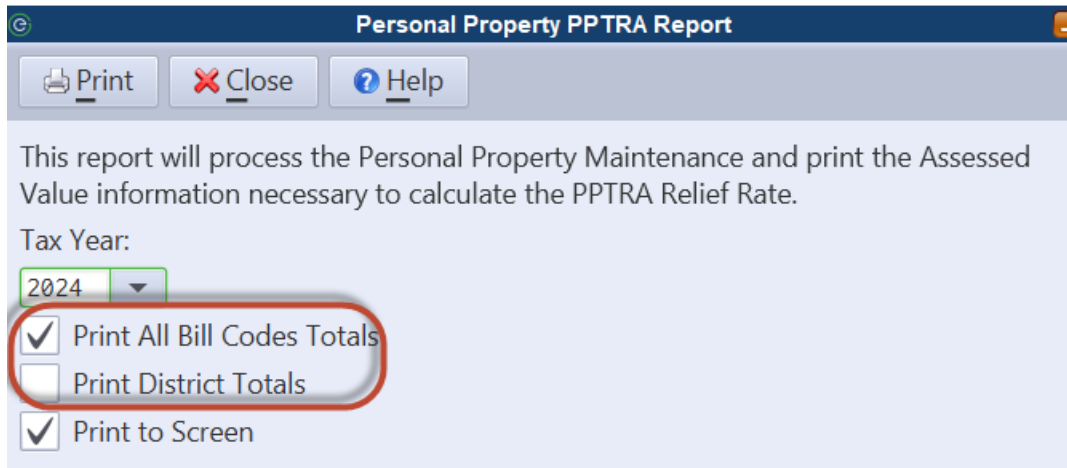 Personal Property PPTRA Report
Print Close Help
This report will process the Personal Property Maintenance and print the Assessed
Value information necessary to calculate the PPTRA Relief Rate.
Tax Year:
2024
Print All Bill Codes Totals
Print District Totals
Print to Screen